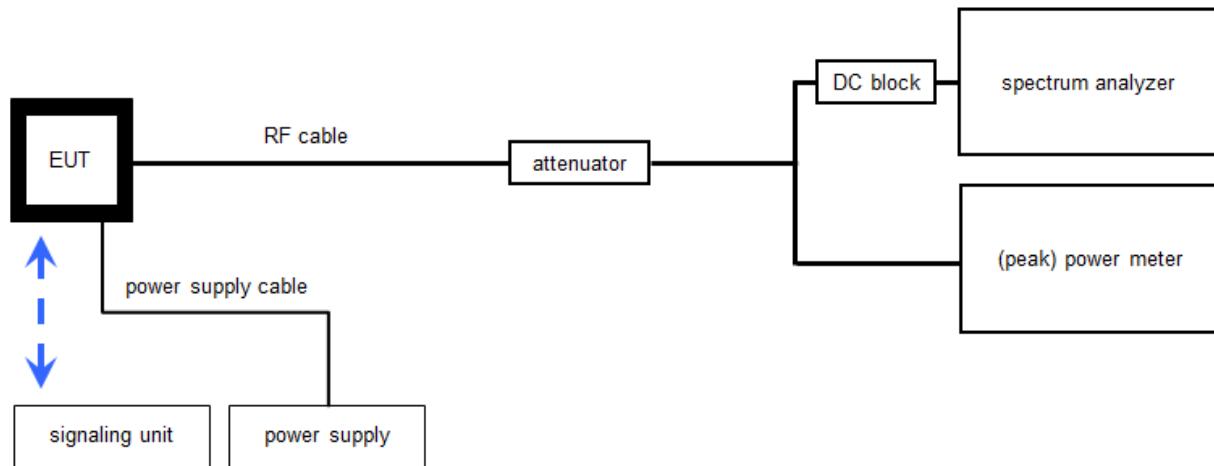 DC block
spectrum analyzer
EUT
RF cable
attenuator
(peak) power meter
power supply cable
signaling unit
power supply